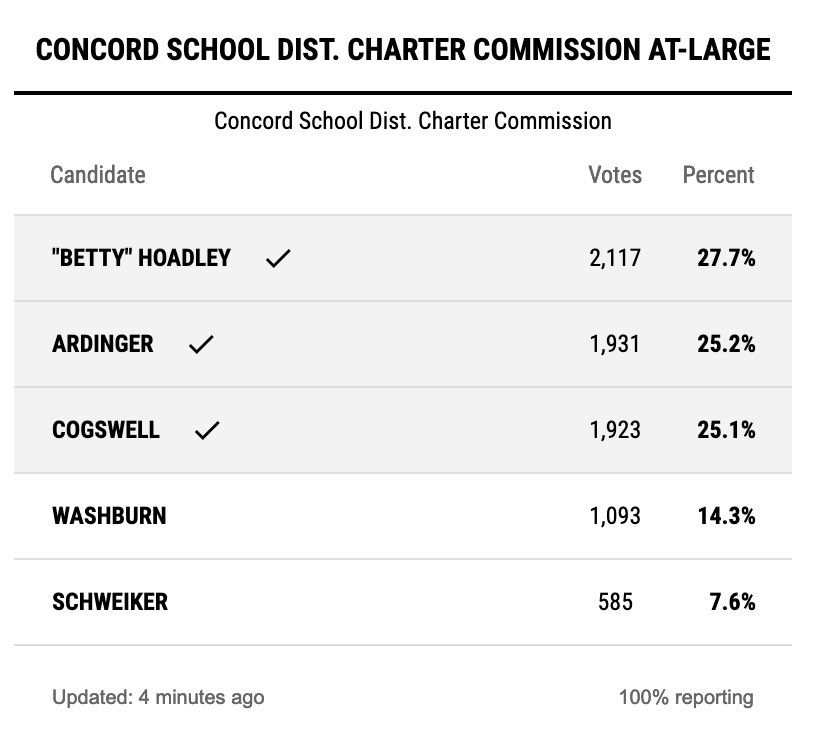 CONCORD SCHOOL DIST. CHARTER COMMISSION AT-LARGE
Concord School Dist. Charter Commission
Candidate Votes Percent
"BETTY" HOADLEY ✓ 2,117 27.7%
ARDINGER ✓ 1,931 25.2%
COGSWELL ✓ 1,923 25.1%
WASHBURN 1,093 14.3%
SCHWEIKER 585 7.6%
Updated: 4 minutes ago 100% reporting